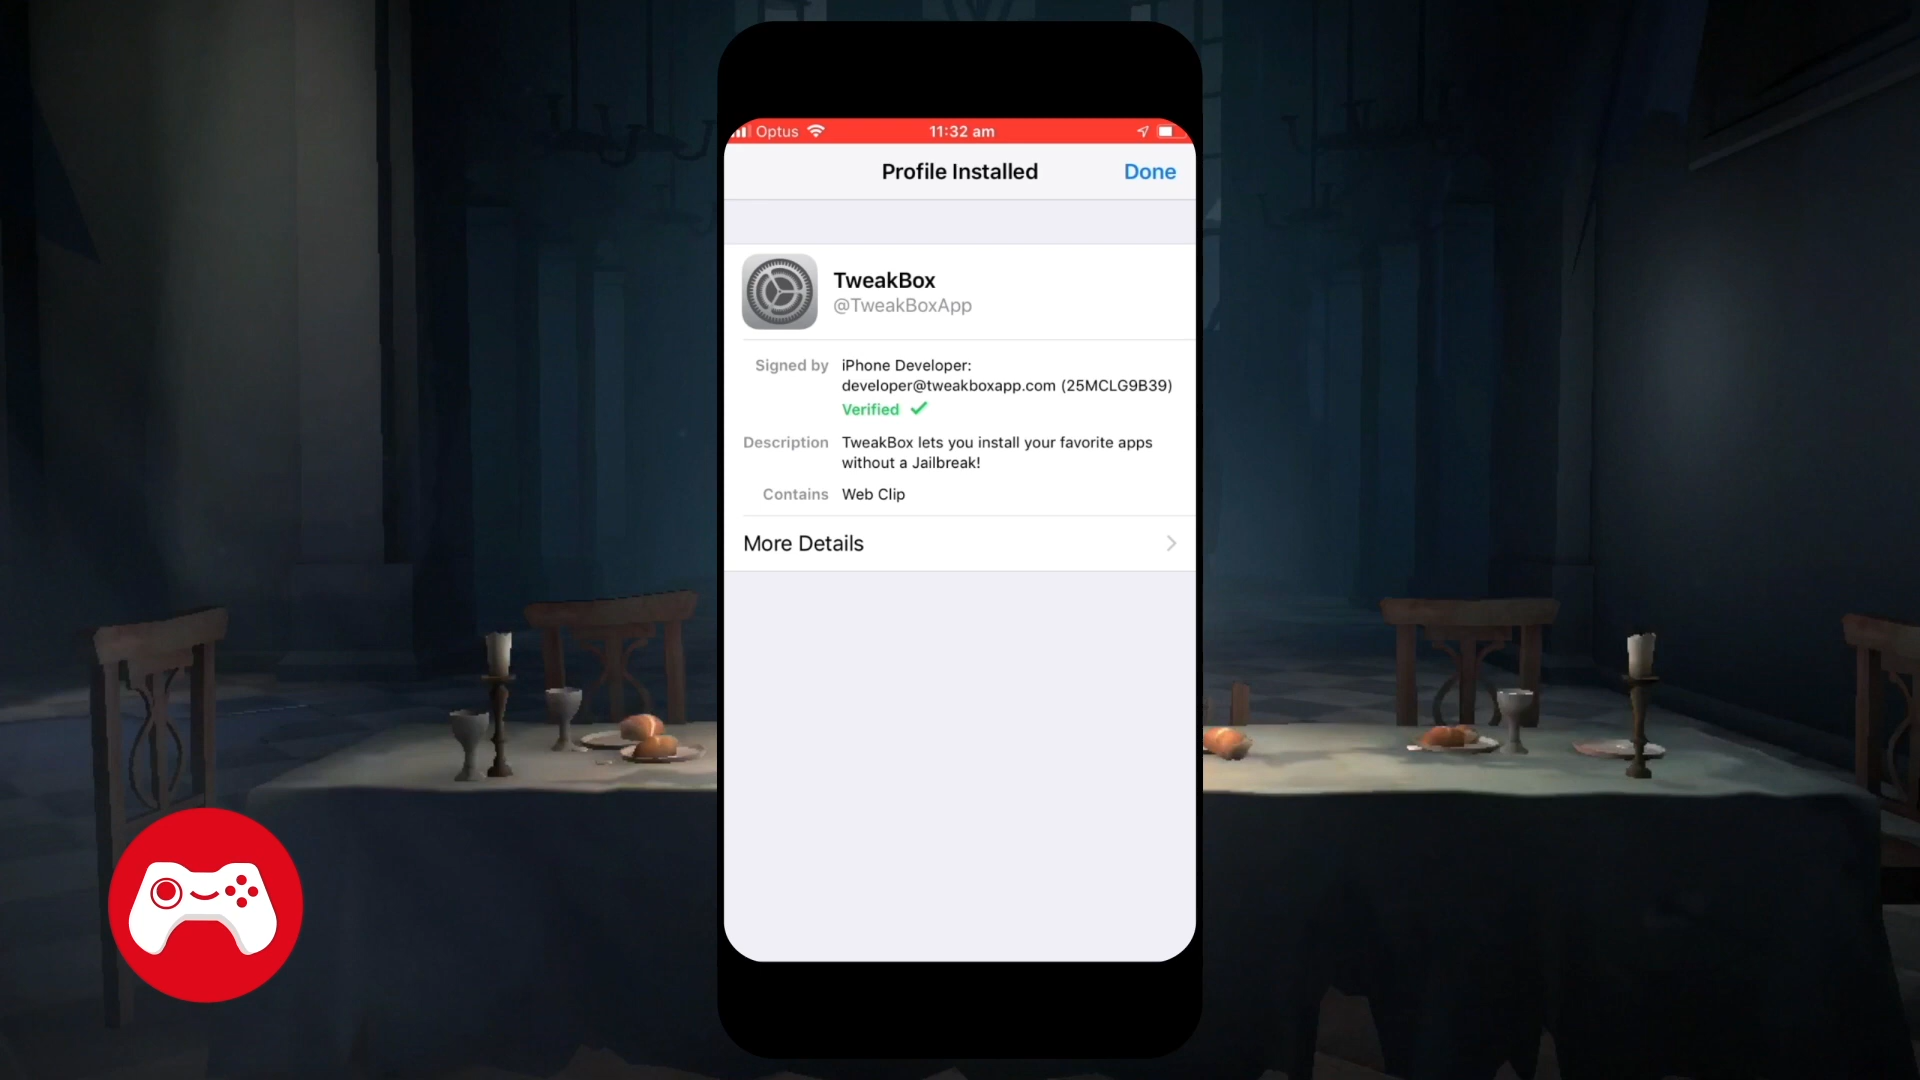 Optus
11:32 am
Profile Installed
Done
TweakBox
@TweakBoxApp
Signed by
iPhone Developer:
developer@tweakboxapp.com (25MCLG9B39)
Verified
Description
TweakBox lets you install your favorite apps
without a Jailbreak!
Contains
Web Clip
More Details